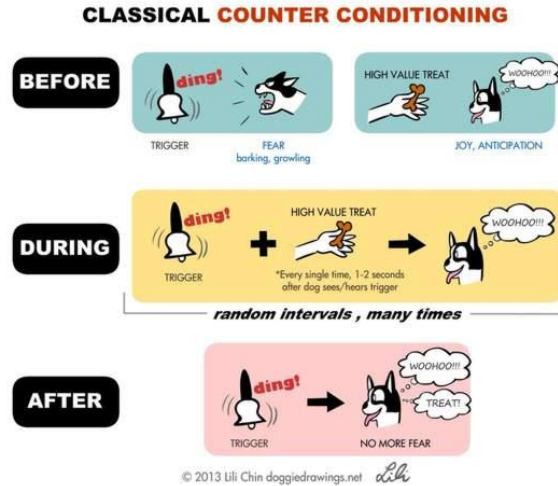 CLASSICAL COUNTER CONDITIONING
BEFORE
ding!
TRIGGER
FEAR
barking, growling
HIGH VALUE TREAT
WOOHOO!!!
JOY, ANTICIPATION
DURING
ding!
TRIGGER
+
HIGH VALUE TREAT
*Every single time, 1-2 seconds
after dog sees/hears trigger
WOOHOO!!!
random intervals , many times
AFTER
ding!
TRIGGER
WOOHOO!!!
TREAT!
NO MORE FEAR
© 2013 Lili Chin doggiedrawings.net Lili